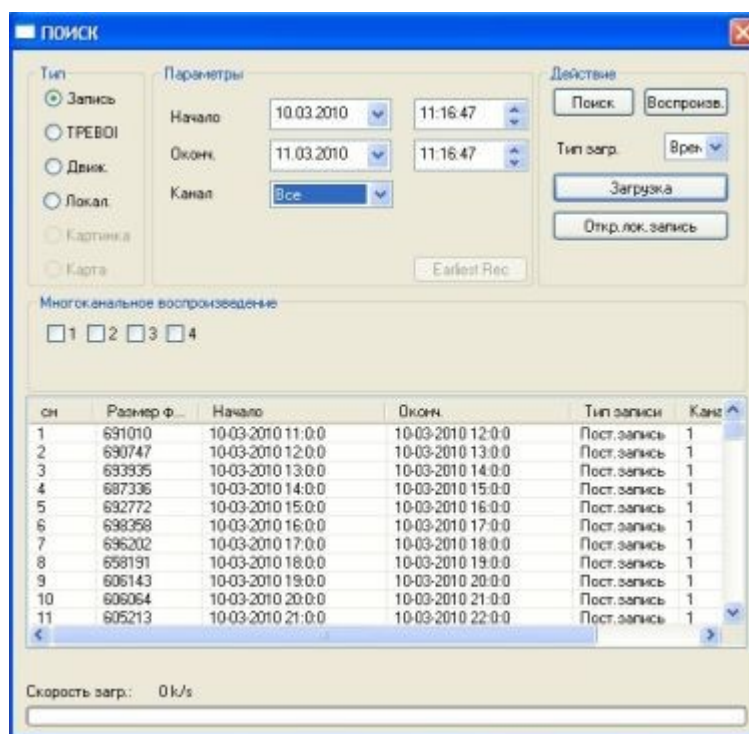 ПОИСК
Тип
Запись
ТРЕВОІ
Движ.
Локал.
Картинка
Карта
Параметры
Начало 10.03.2010 11:16:47
Оконч. 11.03.2010 11:16:47
Канал Все
Earliest Rec
Действие
Поиск Воспроизв.
Тип загр. Врем
Загрузка
Откр.лок.запись
Многоканальное воспроизведение
1 2 3 4
сн Размер ф... Начало Оконч. Тип записи Кана
1 691010 10-03-2010 11:0:0 10-03-2010 12:0:0 Пост.запись 1
2 690747 10-03-2010 12:0:0 10-03-2010 13:0:0 Пост.запись 1
3 693935 10-03-2010 13:0:0 10-03-2010 14:0:0 Пост.запись 1
4 687336 10-03-2010 14:0:0 10-03-2010 15:0:0 Пост.запись 1
5 692772 10-03-2010 15:0:0 10-03-2010 16:0:0 Пост.запись 1
6 698358 10-03-2010 16:0:0 10-03-2010 17:0:0 Пост.запись 1
7 696202 10-03-2010 17:0:0 10-03-2010 18:0:0 Пост.запись 1
8 658191 10-03-2010 18:0:0 10-03-2010 19:0:0 Пост.запись 1
9 606143 10-03-2010 19:0:0 10-03-2010 20:0:0 Пост.запись 1
10 606064 10-03-2010 20:0:0 10-03-2010 21:0:0 Пост.запись 1
11 605213 10-03-2010 21:0:0 10-03-2010 22:0:0 Пост.запись 1
Скорость загр.: 0k/s